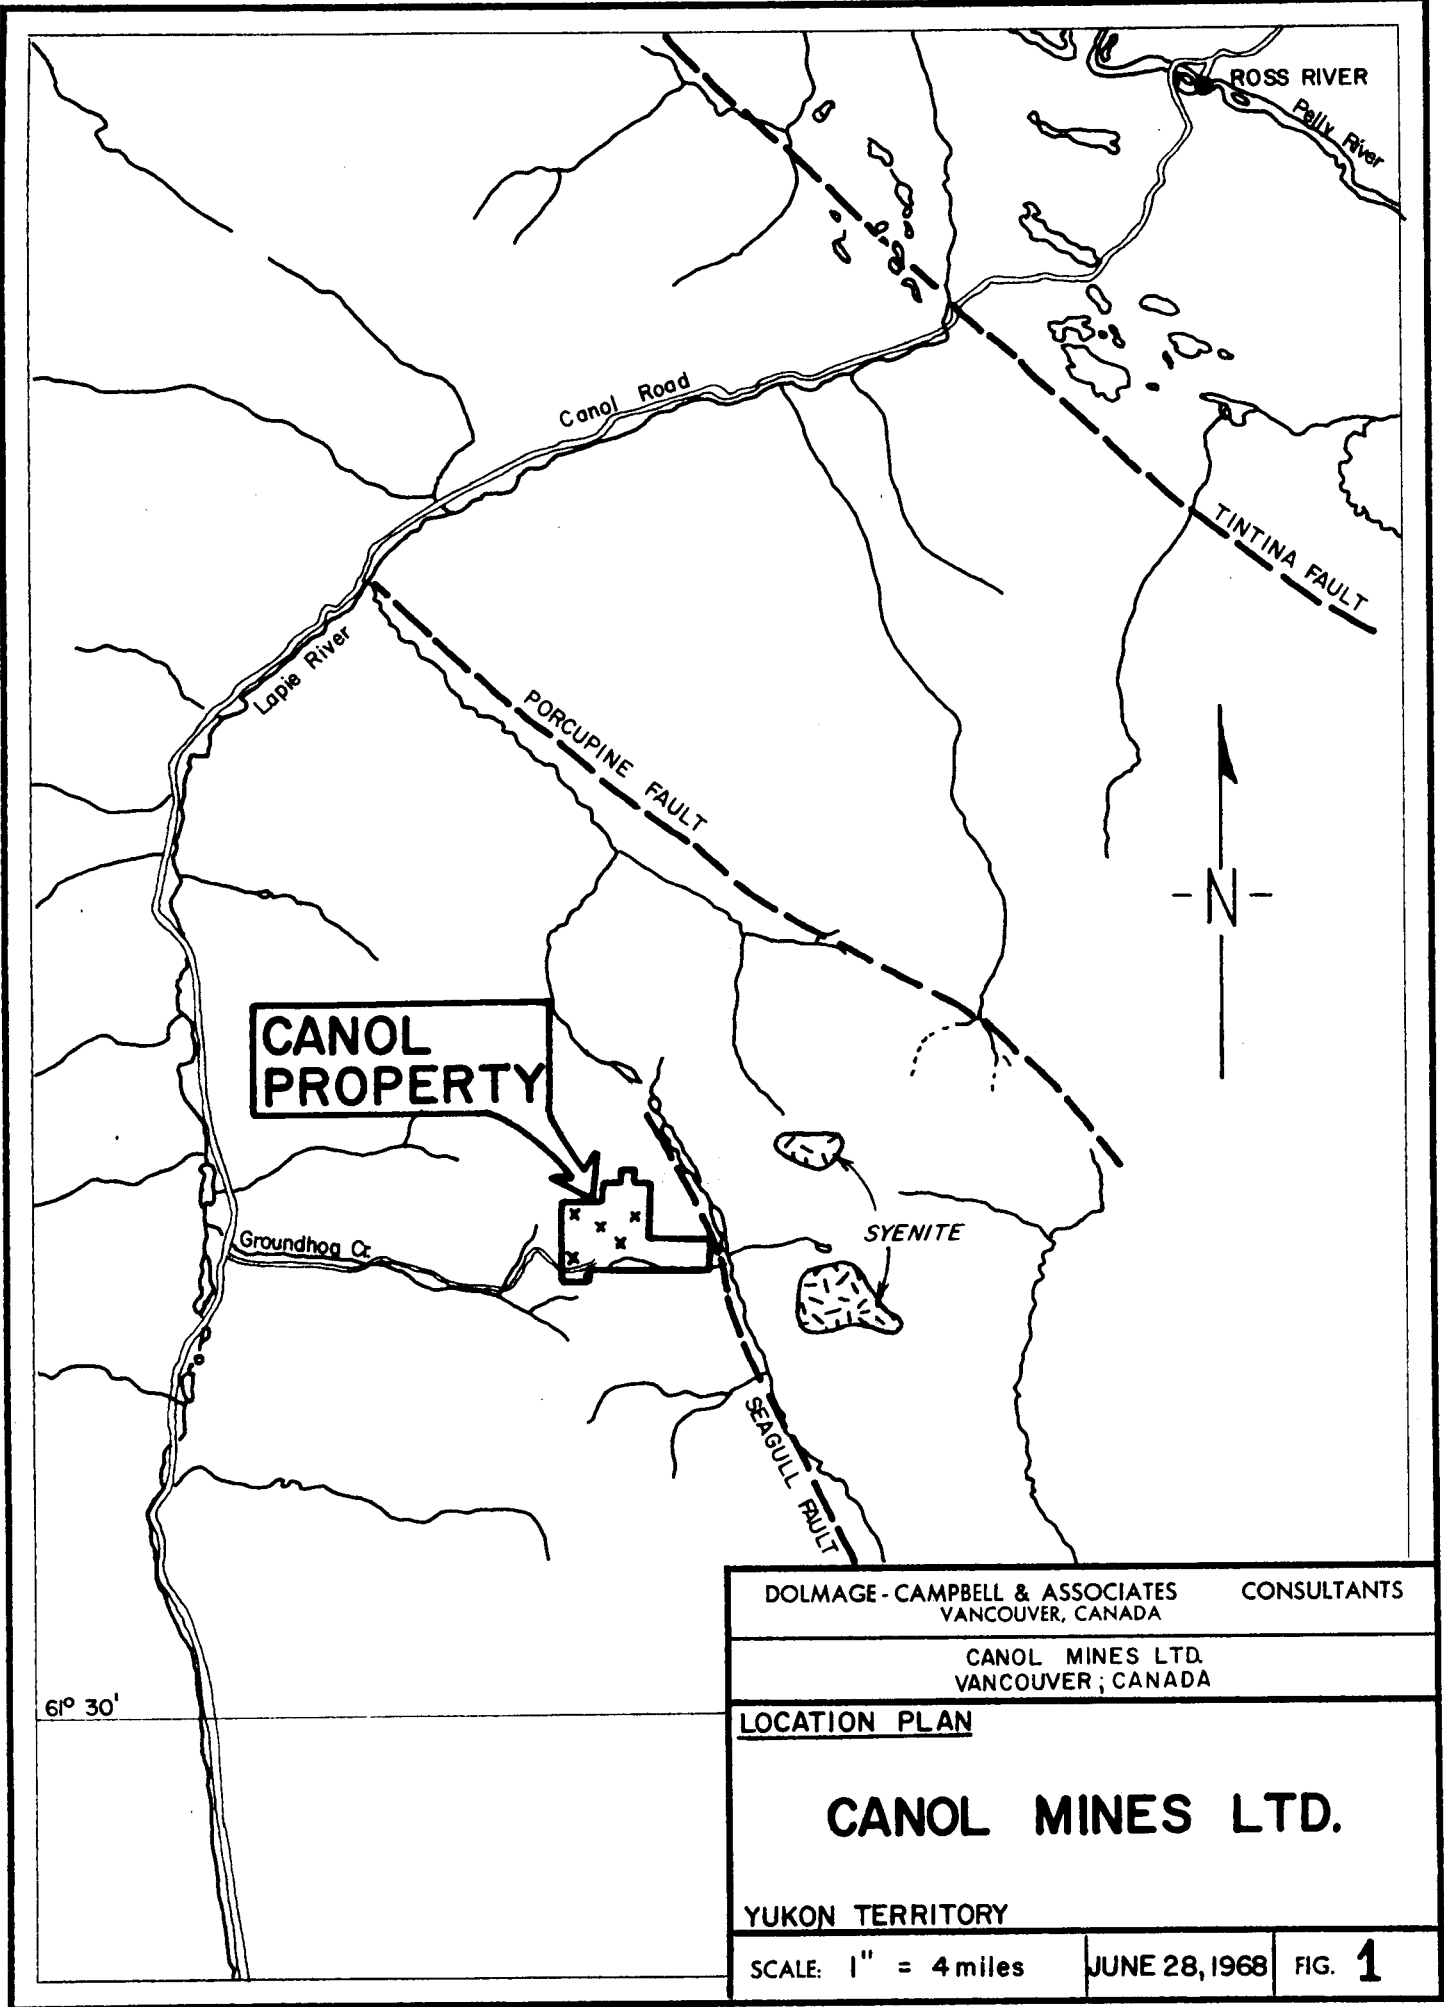 ROSS RIVER
Pelly River
Canol Road
TINTINA FAULT
Lapie River
PORCUPINE FAULT
- N -
CANOL
PROPERTY
SYENITE
Groundhog Cr.
x x x x x
SEAGULL FAULT
61° 30'
DOLMAGE - CAMPBELL & ASSOCIATES CONSULTANTS
VANCOUVER, CANADA
CANOL MINES LTD.
VANCOUVER ; CANADA
LOCATION PLAN
CANOL MINES LTD.
YUKON TERRITORY
SCALE: 1" = 4 miles
JUNE 28, 1968
FIG. 1